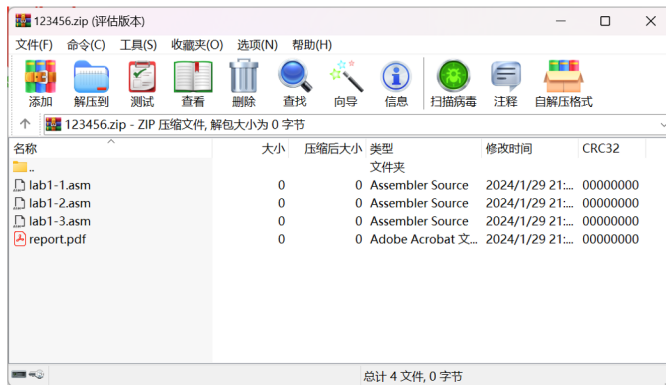 123456.zip (评估版本)
文件(F) 命令(C) 工具(S) 收藏夹(O) 选项(N) 帮助(H)
添加 解压到 测试 查看 删除 查找 向导 信息 扫描病毒 注释 自解压格式
123456.zip - ZIP 压缩文件, 解包大小为 0 字节
名称 大小 压缩后大小 类型 修改时间 CRC32
.. 文件夹
lab1-1.asm 0 0 Assembler Source 2024/1/29 21:... 00000000
lab1-2.asm 0 0 Assembler Source 2024/1/29 21:... 00000000
lab1-3.asm 0 0 Assembler Source 2024/1/29 21:... 00000000
report.pdf 0 0 Adobe Acrobat 文... 2024/1/29 21:... 00000000
总计 4 文件, 0 字节